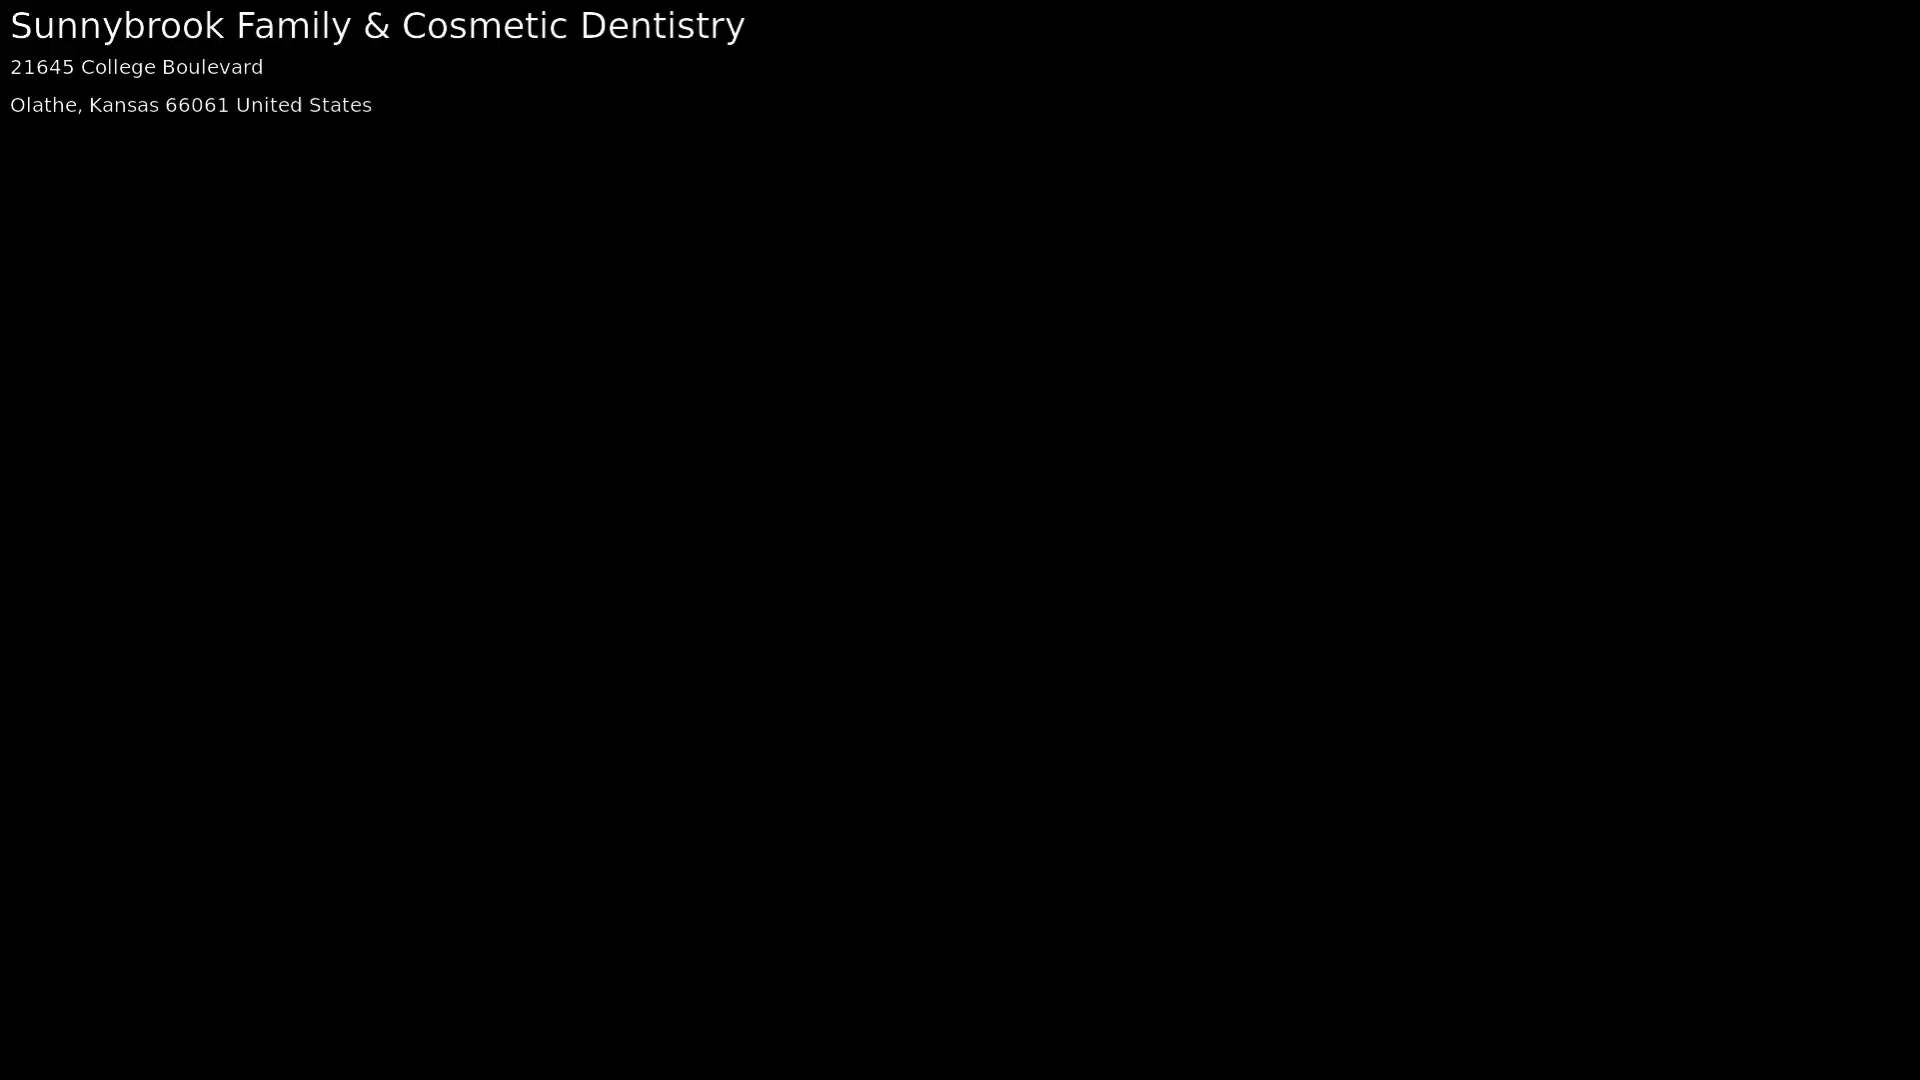 Sunnybrook Family & Cosmetic Dentistry
21645 College Boulevard
Olathe, Kansas 66061 United States